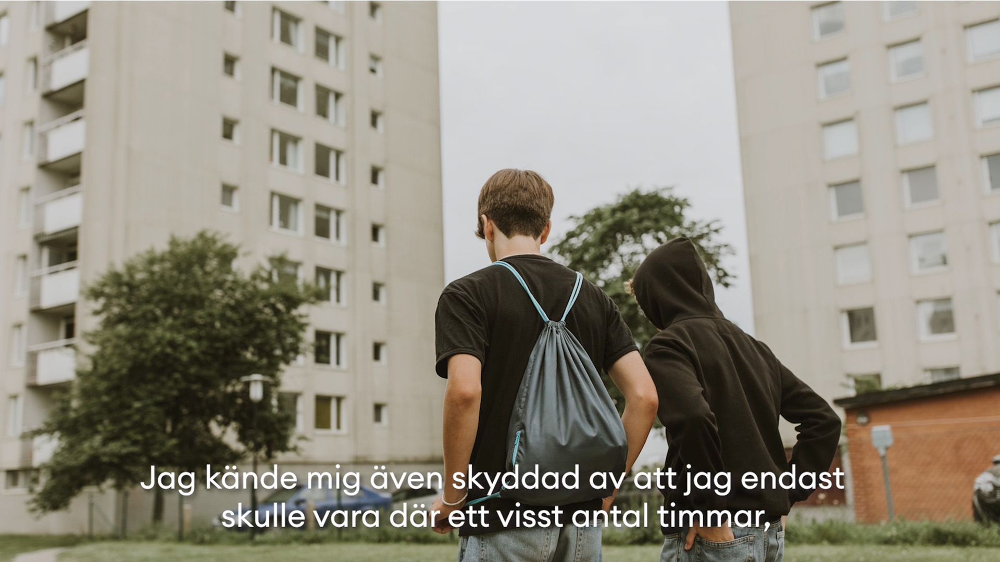 Jag kände mig även skyddad av att jag endast
skulle vara där ett visst antal timmar,